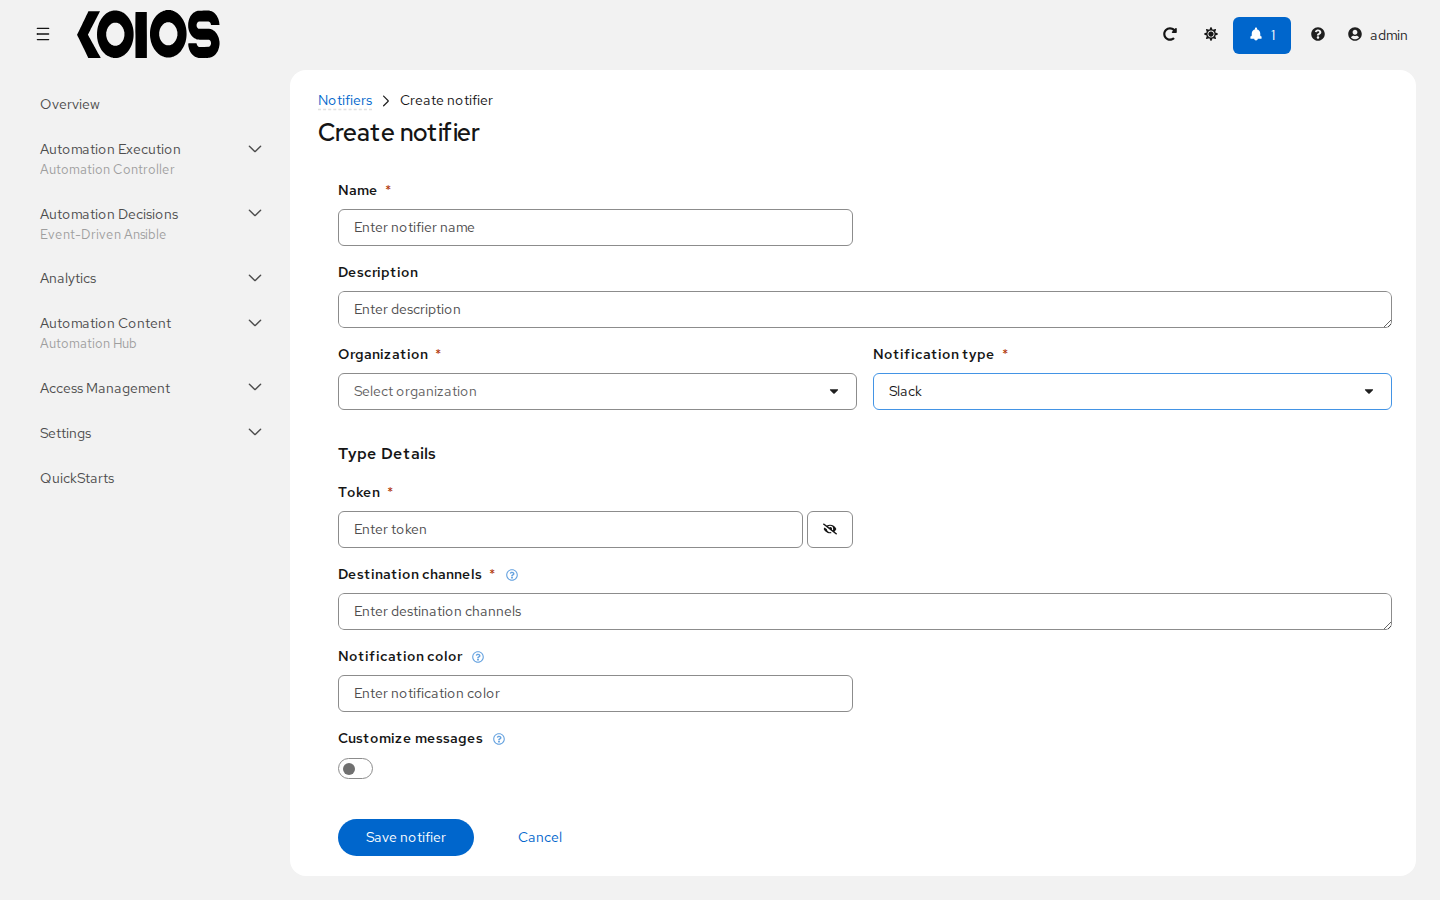 KOIOS
1
admin
Overview
Automation Execution
Automation Controller
Automation Decisions
Event-Driven Ansible
Analytics
Automation Content
Automation Hub
Access Management
Settings
QuickStarts
Notifiers > Create notifier
Create notifier
Name *
Enter notifier name
Description
Enter description
Organization * Notification type *
Select organization Slack
Type Details
Token *
Enter token
Destination channels *
Enter destination channels
Notification color
Enter notification color
Customize messages
Save notifier Cancel